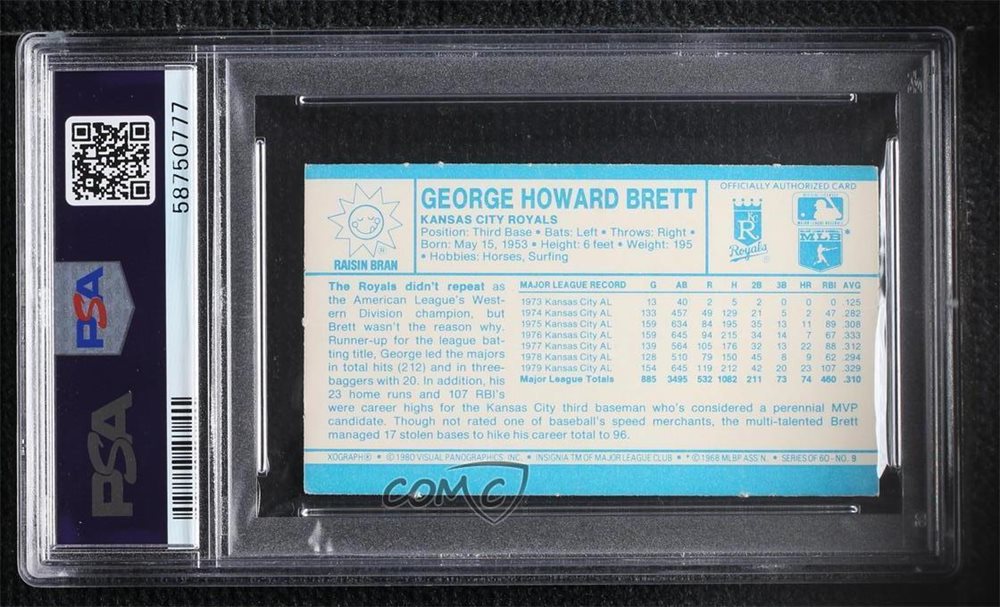 58750777
PSA
PSA
RAISIN BRAN
GEORGE HOWARD BRETT
KANSAS CITY ROYALS
Position: Third Base • Bats: Left • Throws: Right •
Born: May 15, 1953 • Height: 6 feet • Weight: 195
• Hobbies: Horses, Surfing
OFFICIALLY AUTHORIZED CARD
KC
R
Royals
MAJOR LEAGUE BASEBALL
MLB
The Royals didn't repeat as
the American League's West-
ern Division champion, but
Brett wasn't the reason why.
Runner-up for the league bat-
ting title, George led the majors
in total hits (212) and in three-
baggers with 20. In addition, his
23 home runs and 107 RBI's
were career highs for the Kansas City third baseman who's considered a perennial MVP
candidate. Though not rated one of baseball's speed merchants, the multi-talented Brett
managed 17 stolen bases to hike his career total to 96.
MAJOR LEAGUE RECORD G AB R H 2B 3B HR RBI AVG
1973 Kansas City AL 13 40 2 5 2 0 0 0 .125
1974 Kansas City AL 133 457 49 129 21 5 2 47 .282
1975 Kansas City AL 159 634 84 195 35 13 11 89 .308
1976 Kansas City AL 159 645 94 215 34 14 7 67 .333
1977 Kansas City AL 139 564 105 176 32 13 22 88 .312
1978 Kansas City AL 128 510 79 150 45 8 9 62 .294
1979 Kansas City AL 154 645 119 212 42 20 23 107 .329
Major League Totals 885 3495 532 1082 211 73 74 460 .310
XOGRAPH® • ©1980 VISUAL PANOGRAPHICS, INC. • INSIGNIA TM OF MAJOR LEAGUE CLUB • *©1968 MLBP ASS'N. • SERIES OF 60-NO. 9
COMC